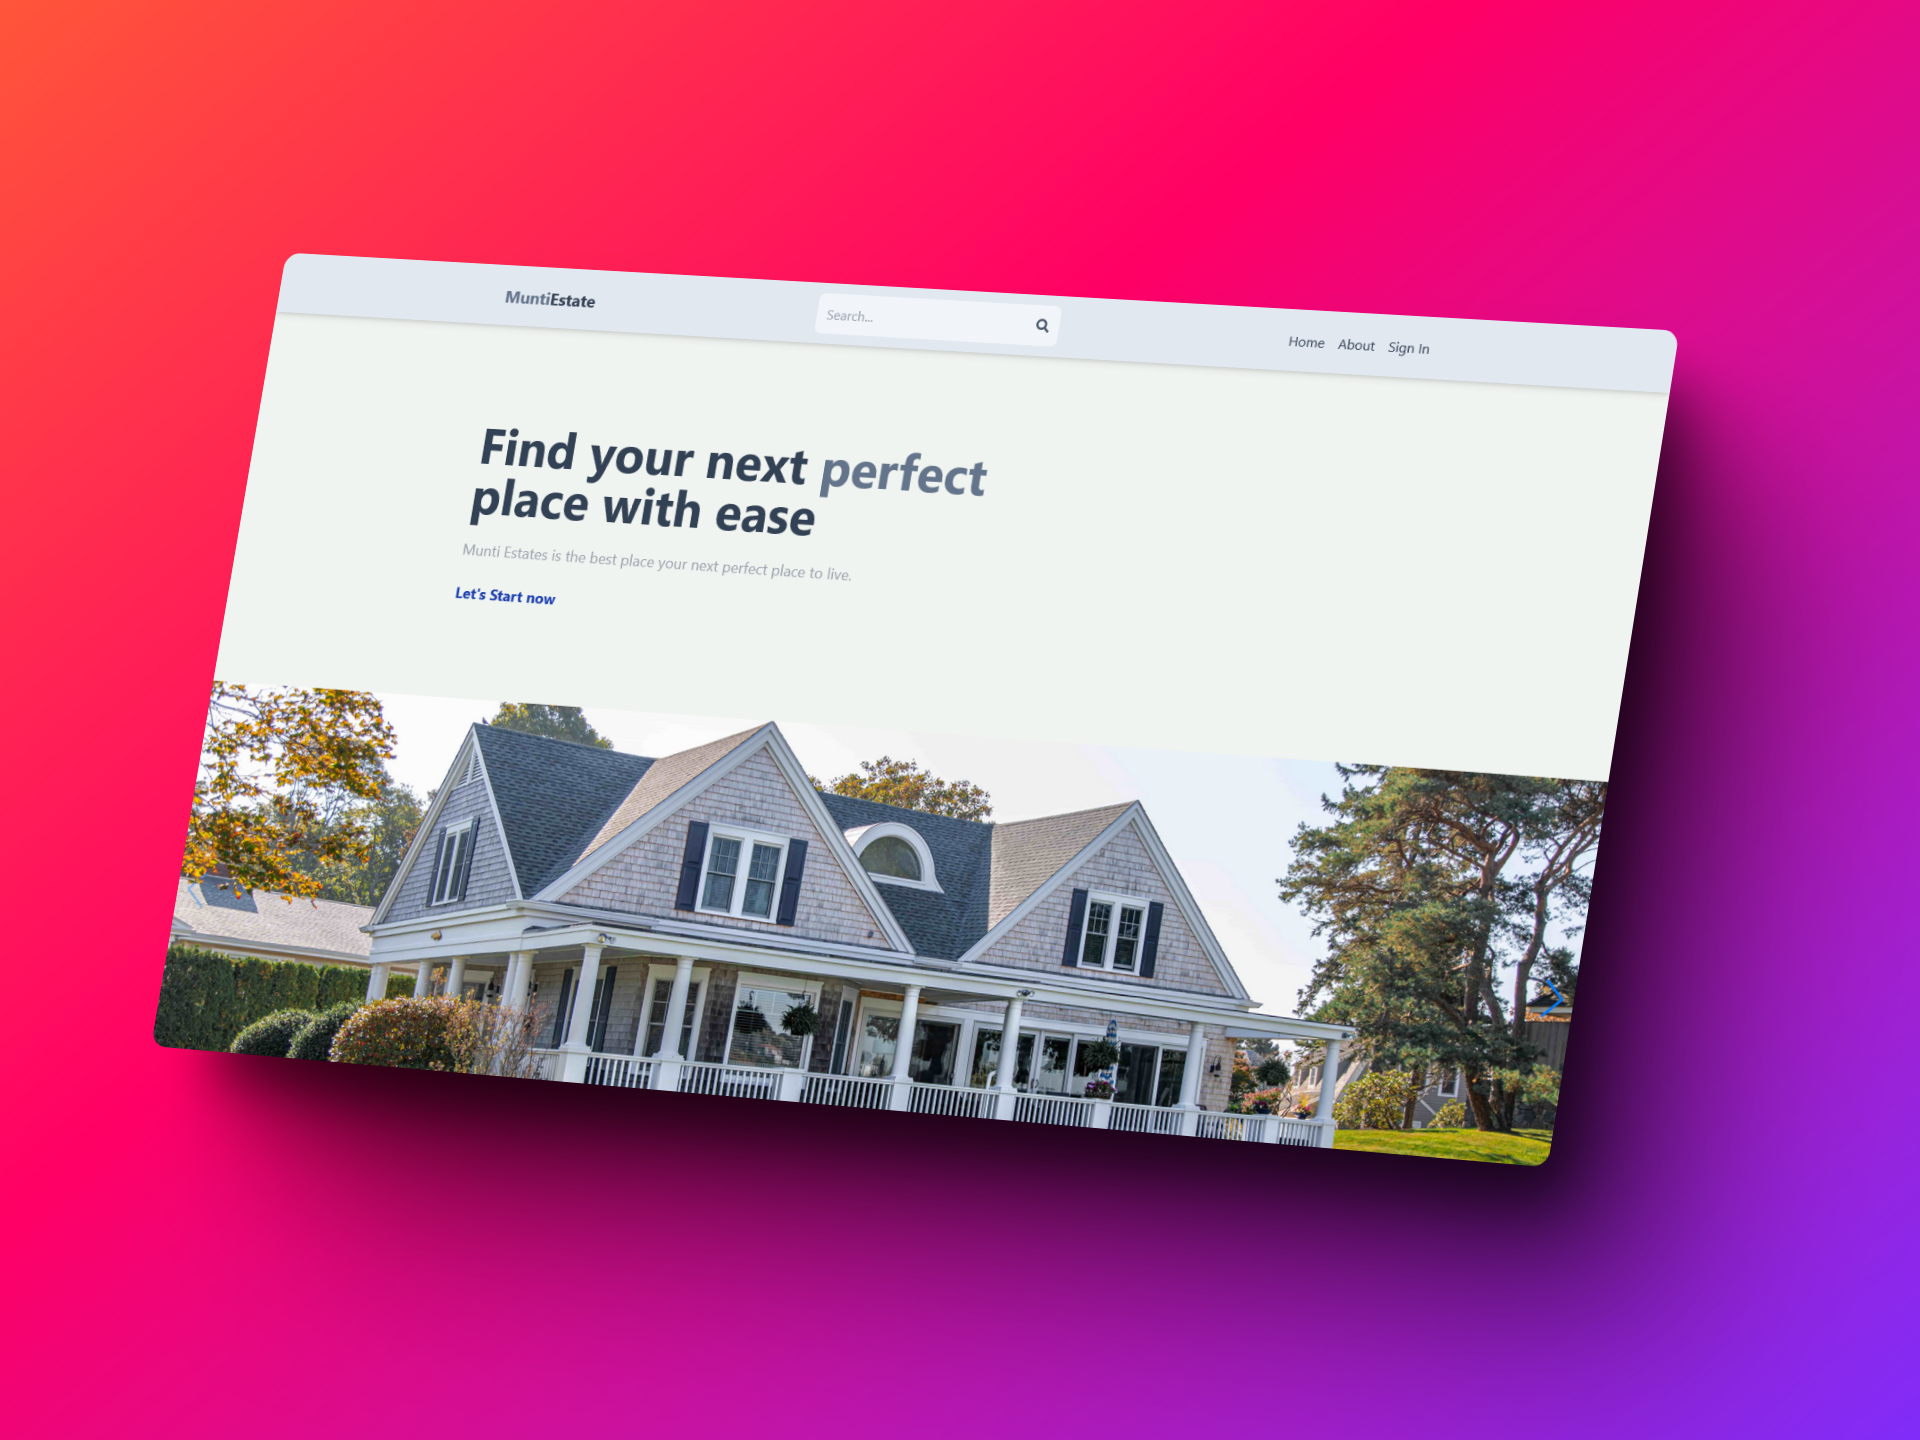 MuntiEstate
Search...
Home About Sign In
Find your next perfect
place with ease
Munti Estates is the best place your next perfect place to live.
Let's Start now